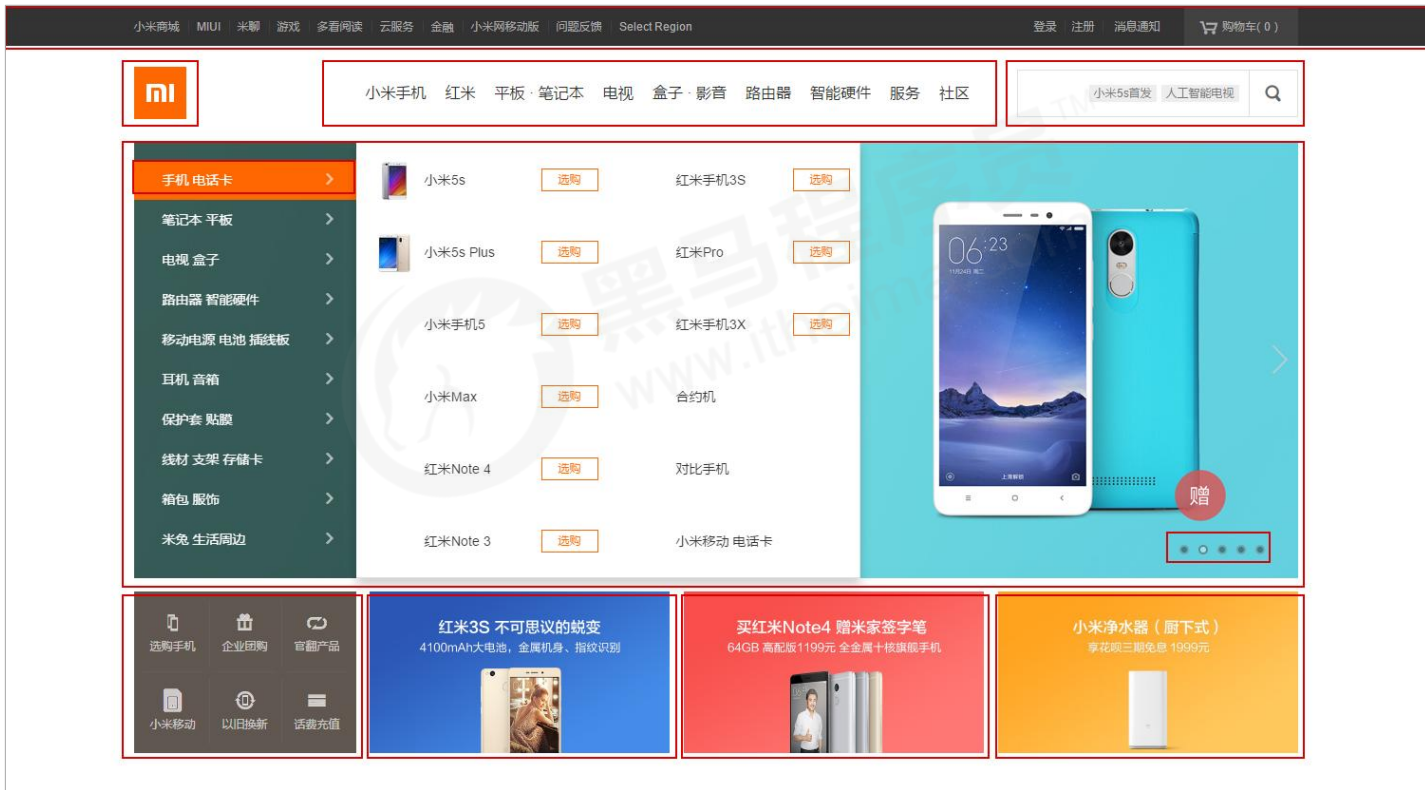 小米商城 MIUI 米聊 游戏 多看阅读 云服务 金融 小米网移动版 问题反馈 Select Region 登录 注册 消息通知 购物车( 0 )
小米手机 红米 平板 · 笔记本 电视 盒子 · 影音 路由器 智能硬件 服务 社区 小米5s首发 人工智能电视
手机 电话卡
笔记本 平板
电视 盒子
路由器 智能硬件
移动电源 电池 插线板
耳机 音箱
保护套 贴膜
线材 支架 存储卡
箱包 服饰
米兔 生活周边
小米5s 选购 红米手机3S 选购
小米5s Plus 选购 红米Pro 选购
小米手机5 选购 红米手机3X 选购
小米Max 选购 合约机
红米Note 4 选购 对比手机
红米Note 3 选购 小米移动 电话卡
黑马程序员 TM
www.itheima.com
06:23
上滑解锁
赠
选购手机 企业团购 官翻产品
小米移动 以旧换新 话费充值
红米3S 不可思议的蜕变
4100mAh大电池，金属机身、指纹识别
买红米Note4 赠米家签字笔
64GB 高配版1199元 全金属十核旗舰手机
小米净水器（厨下式）
享花呗三期免息 1999元